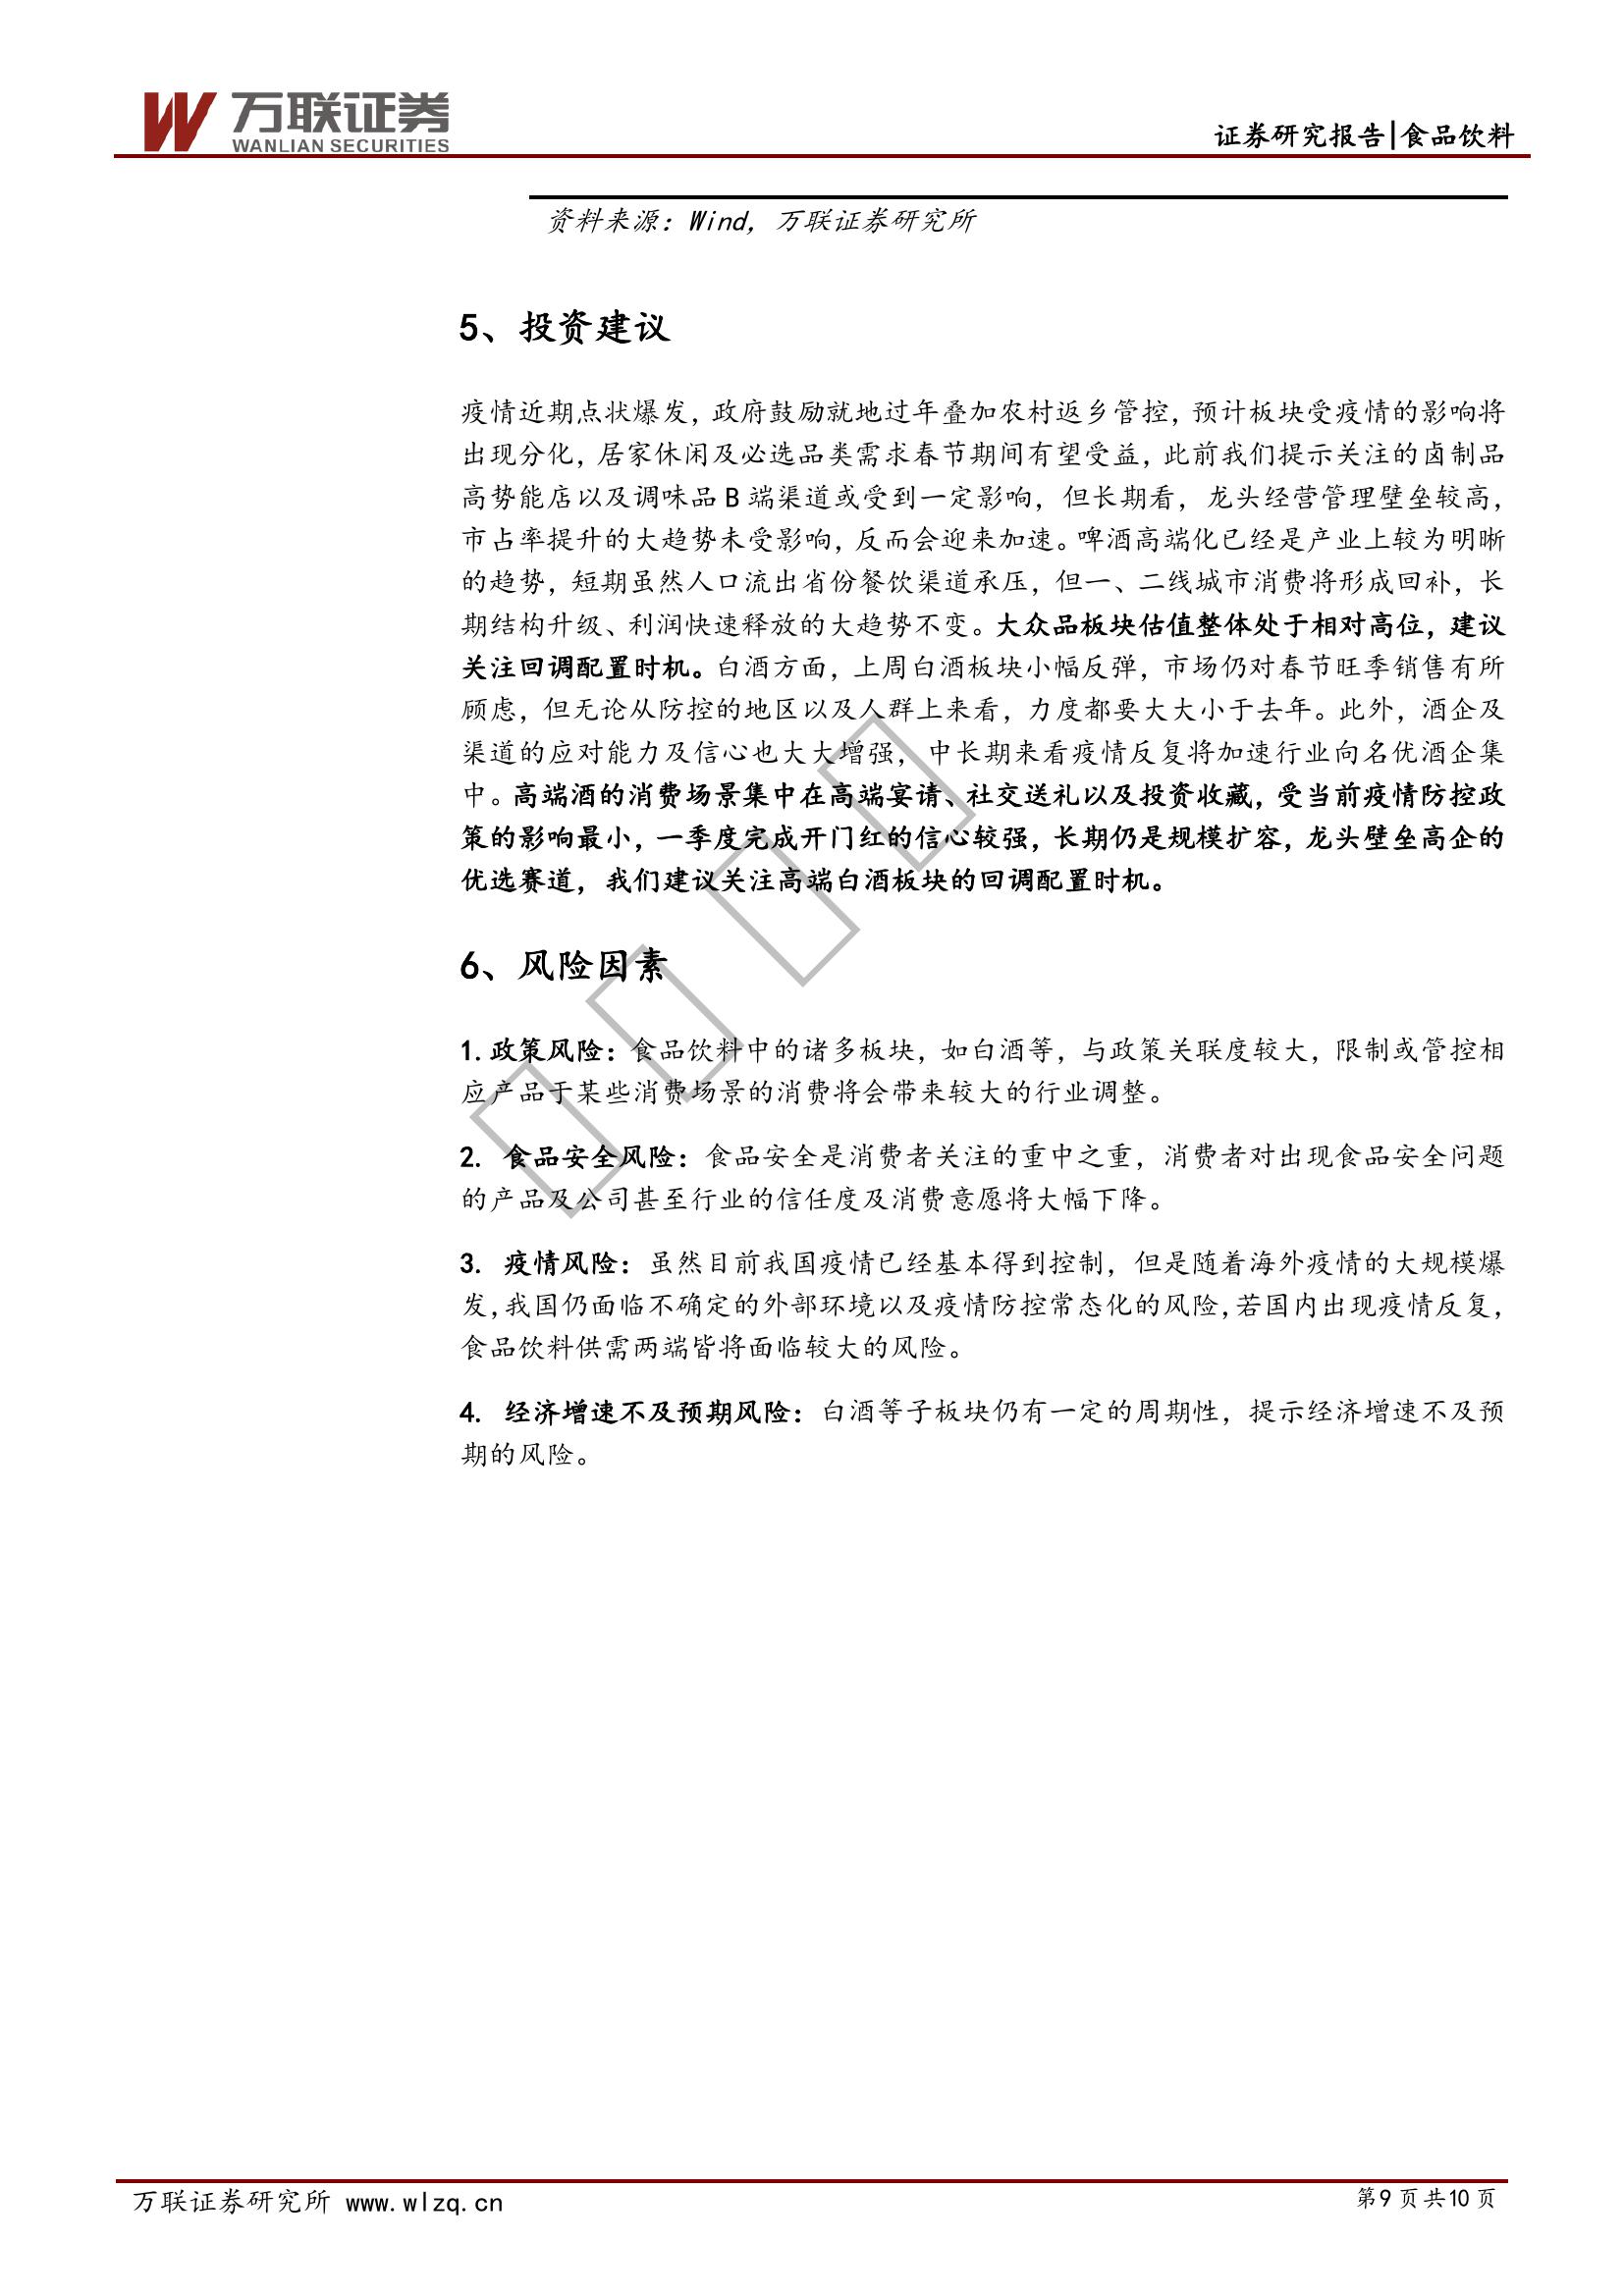 万联证券
WANLIAN SECURITIES
证券研究报告|食品饮料
资料来源：Wind，万联证券研究所
5、投资建议
疫情近期点状爆发，政府鼓励就地过年叠加农村返乡管控，预计板块受疫情的影响将
出现分化，居家休闲及必选品类需求春节期间有望受益，此前我们提示关注的卤制品
高势能店以及调味品 B 端渠道或受到一定影响，但长期看，龙头经营管理壁垒较高，
市占率提升的大趋势未受影响，反而会迎来加速。啤酒高端化已经是产业上较为明晰
的趋势，短期虽然人口流出省份餐饮渠道承压，但一、二线城市消费将形成回补，长
期结构升级、利润快速释放的大趋势不变。大众品板块估值整体处于相对高位，建议
关注回调配置时机。白酒方面，上周白酒板块小幅反弹，市场仍对春节旺季销售有所
顾虑，但无论从防控的地区以及人群上来看，力度都要大大小于去年。此外，酒企及
渠道的应对能力及信心也大大增强，中长期来看疫情反复将加速行业向名优酒企集
中。高端酒的消费场景集中在高端宴请、社交送礼以及投资收藏，受当前疫情防控政
策的影响最小，一季度完成开门红的信心较强，长期仍是规模扩容，龙头壁垒高企的
优选赛道，我们建议关注高端白酒板块的回调配置时机。
6、风险因素
1.政策风险：食品饮料中的诸多板块，如白酒等，与政策关联度较大，限制或管控相
应产品于某些消费场景的消费将会带来较大的行业调整。
2. 食品安全风险：食品安全是消费者关注的重中之重，消费者对出现食品安全问题
的产品及公司甚至行业的信任度及消费意愿将大幅下降。
3. 疫情风险：虽然目前我国疫情已经基本得到控制，但是随着海外疫情的大规模爆
发，我国仍面临不确定的外部环境以及疫情防控常态化的风险，若国内出现疫情反复，
食品饮料供需两端皆将面临较大的风险。
4. 经济增速不及预期风险：白酒等子板块仍有一定的周期性，提示经济增速不及预
期的风险。
万联证券研究所 www.wlzq.cn
第9页共10页